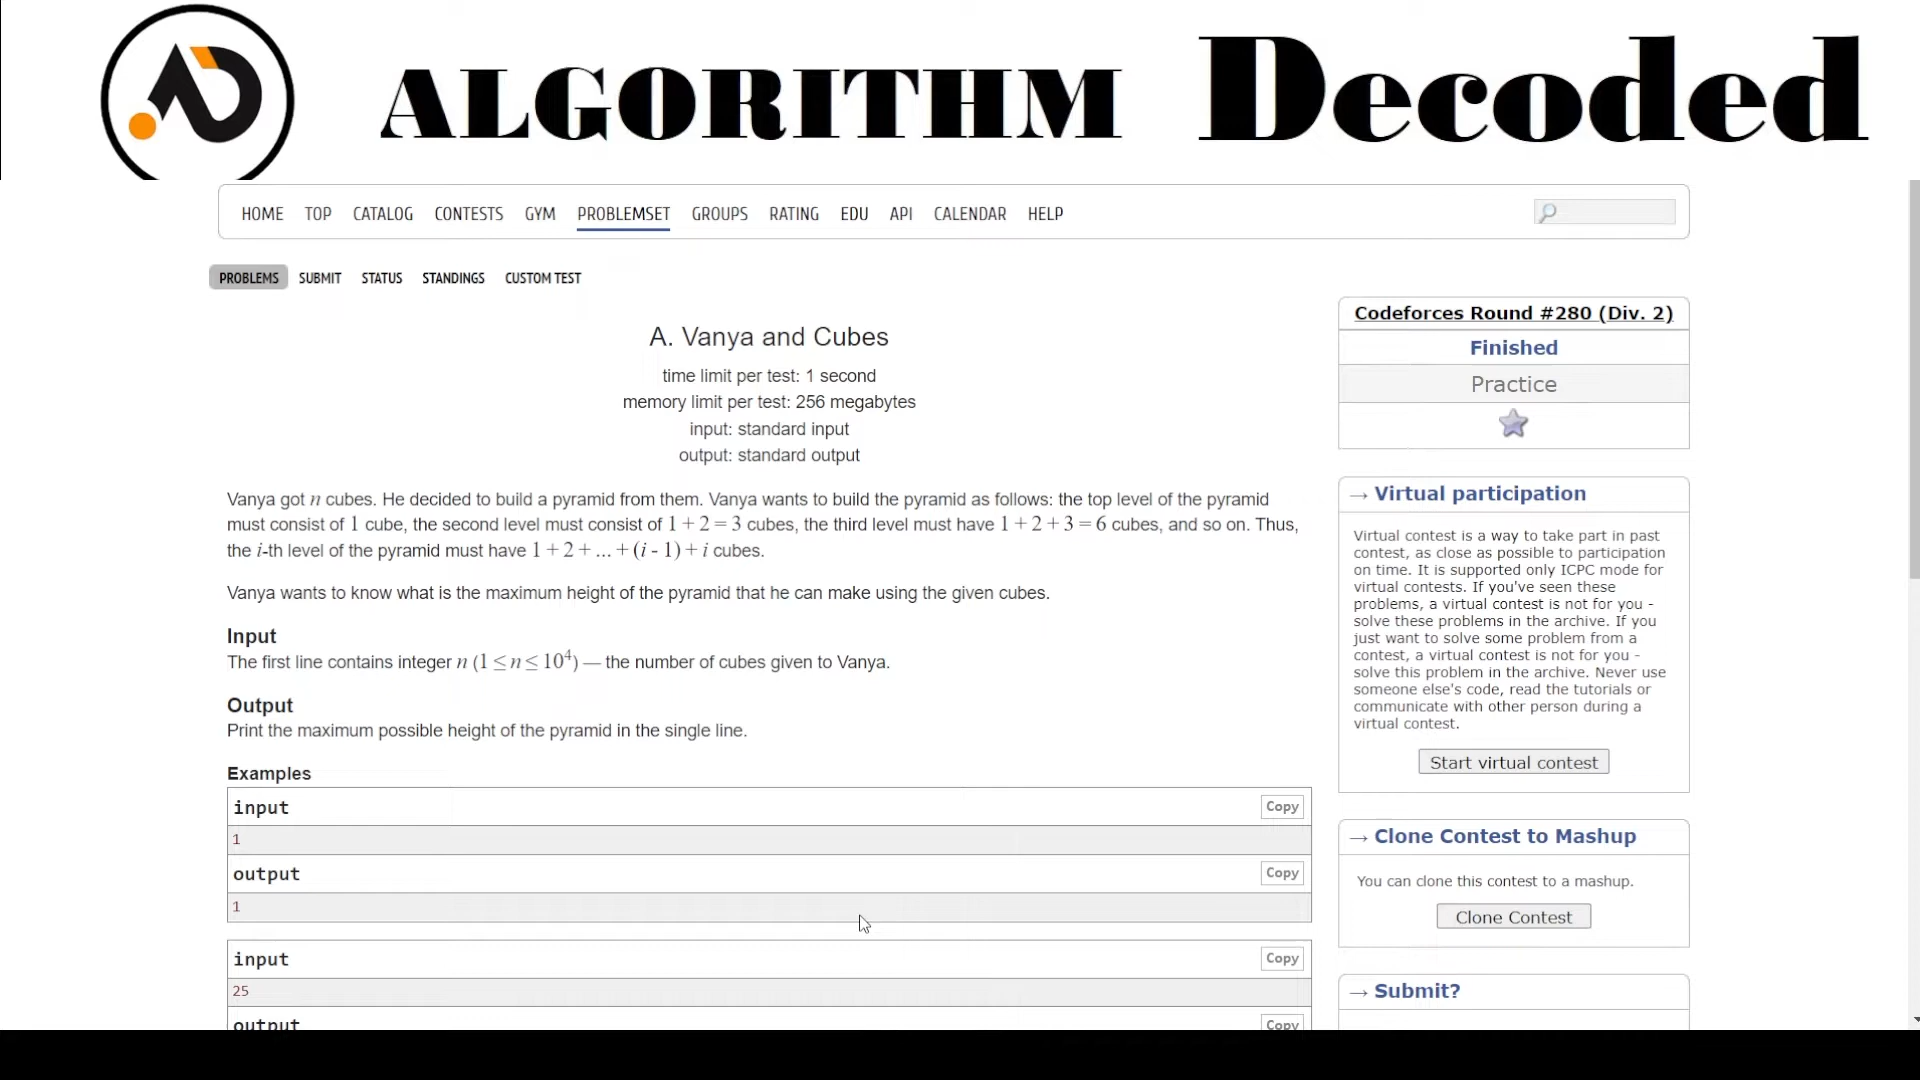 ALGORITHM Decoded
HOME TOP CATALOG CONTESTS GYM PROBLEMSET GROUPS RATING EDU API CALENDAR HELP
PROBLEMS SUBMIT STATUS STANDINGS CUSTOM TEST
A. Vanya and Cubes
time limit per test: 1 second
memory limit per test: 256 megabytes
input: standard input
output: standard output
Vanya got n cubes. He decided to build a pyramid from them. Vanya wants to build the pyramid as follows: the top level of the pyramid
must consist of 1 cube, the second level must consist of 1 + 2 = 3 cubes, the third level must have 1 + 2 + 3 = 6 cubes, and so on. Thus,
the i-th level of the pyramid must have 1 + 2 + ... + (i - 1) + i cubes.
Vanya wants to know what is the maximum height of the pyramid that he can make using the given cubes.
Input
The first line contains integer n (1 ≤ n ≤ 10⁴) — the number of cubes given to Vanya.
Output
Print the maximum possible height of the pyramid in the single line.
Examples
input Copy
1
output Copy
1
input Copy
25
output Copy
Codeforces Round #280 (Div. 2)
Finished
Practice
→ Virtual participation
Virtual contest is a way to take part in past
contest, as close as possible to participation
on time. It is supported only ICPC mode for
virtual contests. If you've seen these
problems, a virtual contest is not for you -
solve these problems in the archive. If you
just want to solve some problem from a
contest, a virtual contest is not for you -
solve this problem in the archive. Never use
someone else's code, read the tutorials or
communicate with other person during a
virtual contest.
Start virtual contest
→ Clone Contest to Mashup
You can clone this contest to a mashup.
Clone Contest
→ Submit?